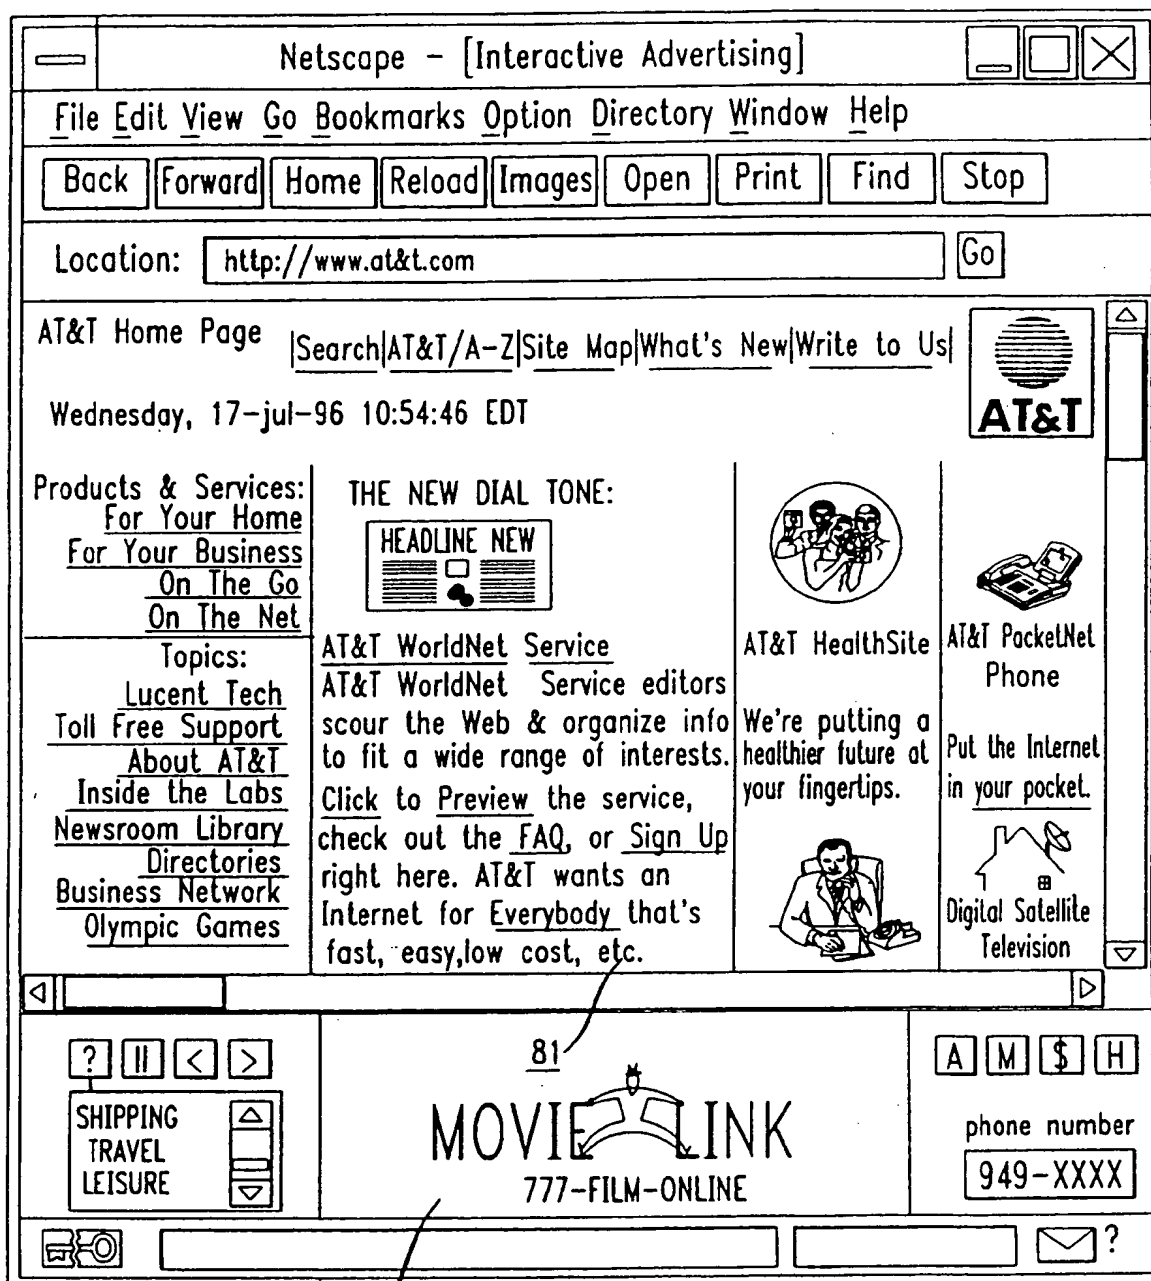 Netscape - [Interactive Advertising]
File Edit View Go Bookmarks Option Directory Window Help
Back Forward Home Reload Images Open Print Find Stop
Location: http://www.at&t.com Go
AT&T Home Page |Search|AT&T/A-Z|Site Map|What's New|Write to Us|
AT&T
Wednesday, 17-jul-96 10:54:46 EDT
Products & Services:
For Your Home
For Your Business
On The Go
On The Net
Topics:
Lucent Tech
Toll Free Support
About AT&T
Inside the Labs
Newsroom Library
Directories
Business Network
Olympic Games
THE NEW DIAL TONE:
HEADLINE NEW
AT&T WorldNet Service
AT&T WorldNet Service editors
scour the Web & organize info
to fit a wide range of interests.
Click to Preview the service,
check out the FAQ, or Sign Up
right here. AT&T wants an
Internet for Everybody that's
fast, easy,low cost, etc.
AT&T HealthSite
We're putting a
healthier future at
your fingertips.
AT&T PocketNet
Phone
Put the Internet
in your pocket.
Digital Satellite
Television
? || < >
SHIPPING
TRAVEL
LEISURE
81
MOVIE LINK
777-FILM-ONLINE
A M $ H
phone number
949-XXXX
?